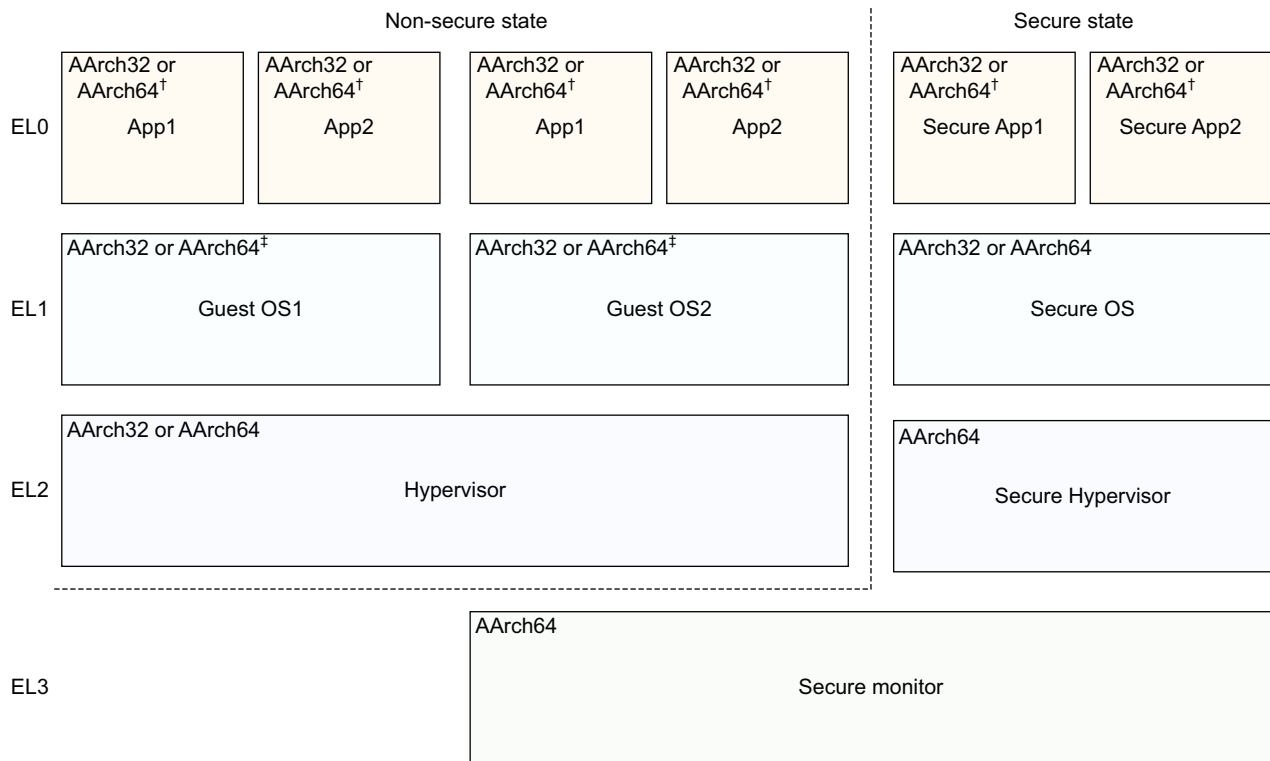 Non-secure state
Secure state
AArch32 or
AArch64†
App1
AArch32 or
AArch64†
App2
AArch32 or
AArch64†
App1
AArch32 or
AArch64†
App2
AArch32 or
AArch64†
Secure App1
AArch32 or
AArch64†
Secure App2
EL0
AArch32 or AArch64‡
Guest OS1
AArch32 or AArch64‡
Guest OS2
AArch32 or AArch64
Secure OS
EL1
AArch32 or AArch64
Hypervisor
AArch64
Secure Hypervisor
EL2
AArch64
Secure monitor
EL3